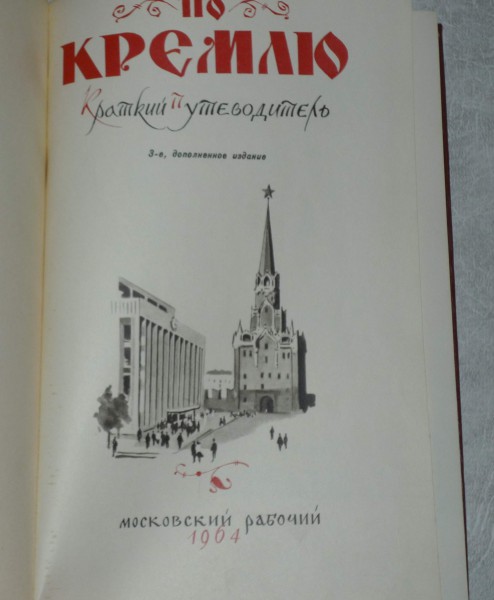 ПО
КРЕМЛЮ
Краткий путеводитель
3-е, дополненное издание
МОСКОВСКИЙ РАБОЧИЙ
1964